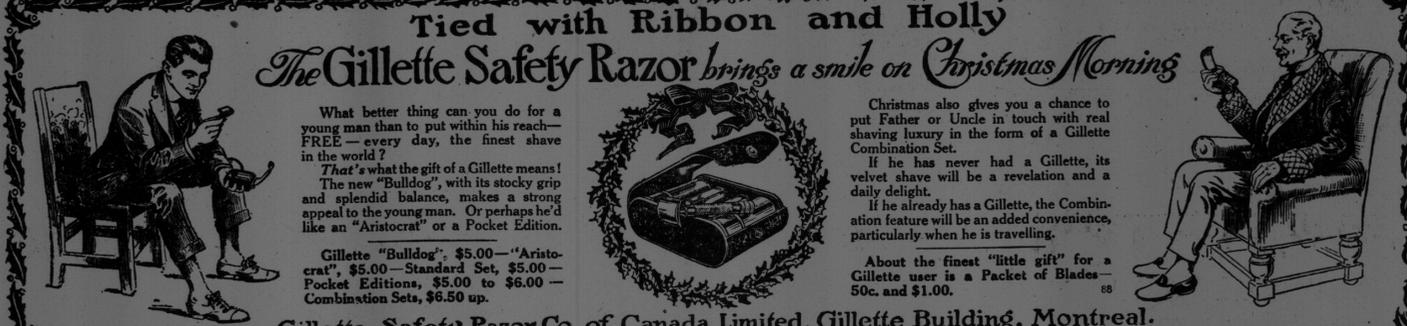 Tied with Ribbon and Holly
The Gillette Safety Razor brings a smile on Christmas Morning
What better thing can you do for a
young man than to put within his reach—
FREE — every day, the finest shave
in the world ?
That's what the gift of a Gillette means!
The new "Bulldog", with its stocky grip
and splendid balance, makes a strong
appeal to the young man. Or perhaps he'd
like an "Aristocrat" or a Pocket Edition.
Gillette "Bulldog", $5.00—"Aristo-
crat", $5.00—Standard Set, $5.00—
Pocket Editions, $5.00 to $6.00 —
Combination Sets, $6.50 up.
Christmas also gives you a chance to
put Father or Uncle in touch with real
shaving luxury in the form of a Gillette
Combination Set.
If he has never had a Gillette, its
velvet shave will be a revelation and a
daily delight.
If he already has a Gillette, the Combin-
ation feature will be an added convenience,
particularly when he is travelling.
About the finest "little gift" for a
Gillette user is a Packet of Blades—
50c. and $1.00. 88
Gillette Safety Razor Co. of Canada Limited, Gillette Building, Montreal.